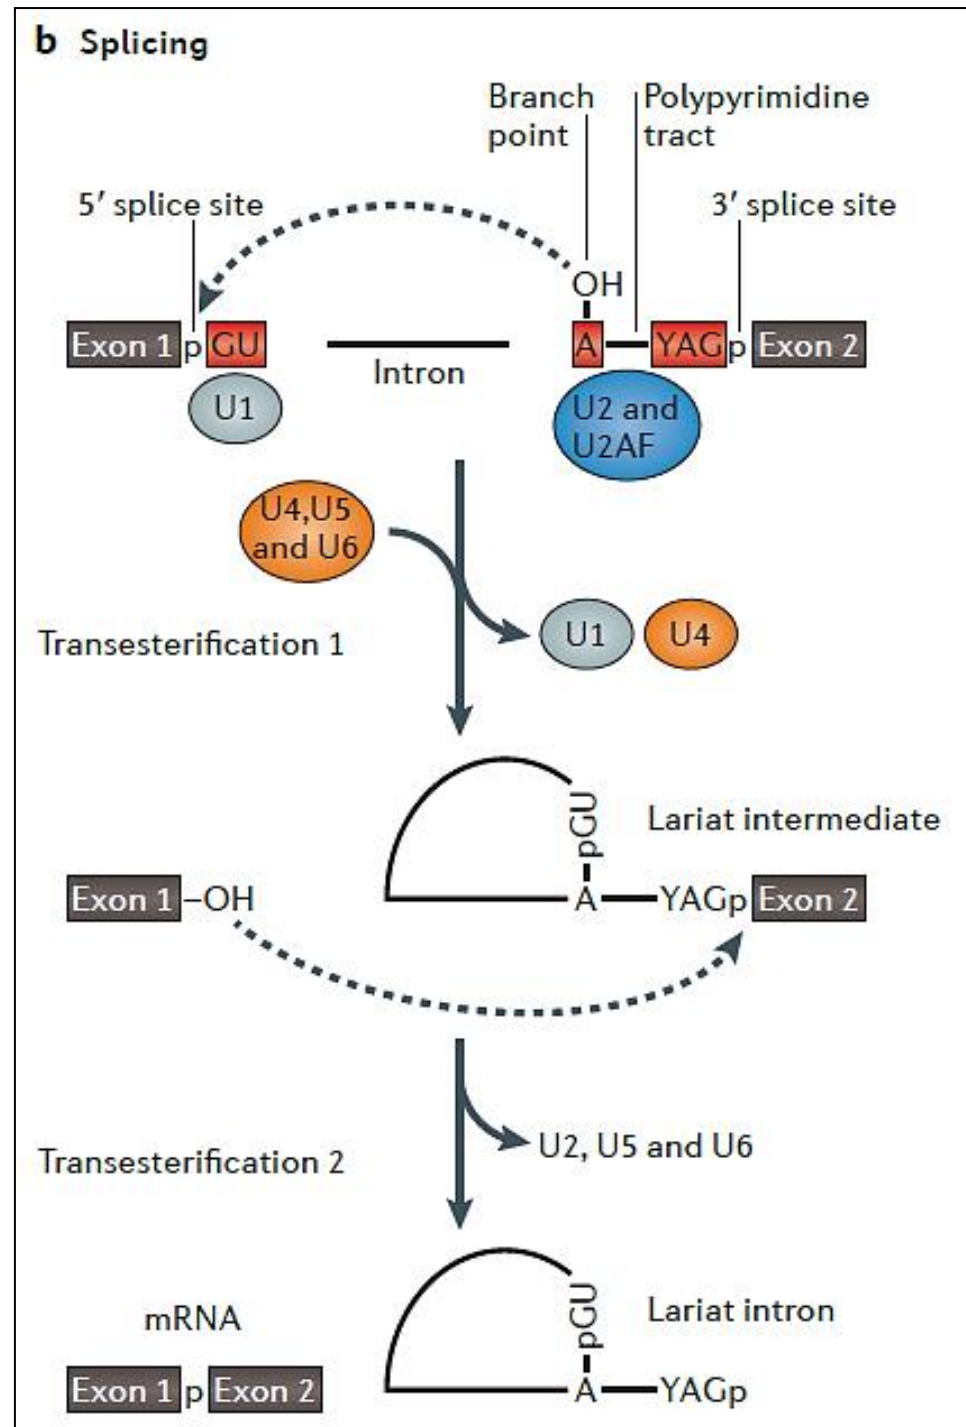 b Splicing
Branch point
Polypyrimidine tract
5′ splice site
3′ splice site
OH
Exon 1 p GU
Intron
A
YAG p Exon 2
U1
U2 and
U2AF
U4,U5
and U6
Transesterification 1
U1
U4
pGU
Lariat intermediate
Exon 1 –OH
A
YAGp Exon 2
U2, U5 and U6
Transesterification 2
pGU
Lariat intron
mRNA
Exon 1 p Exon 2
A
YAGp